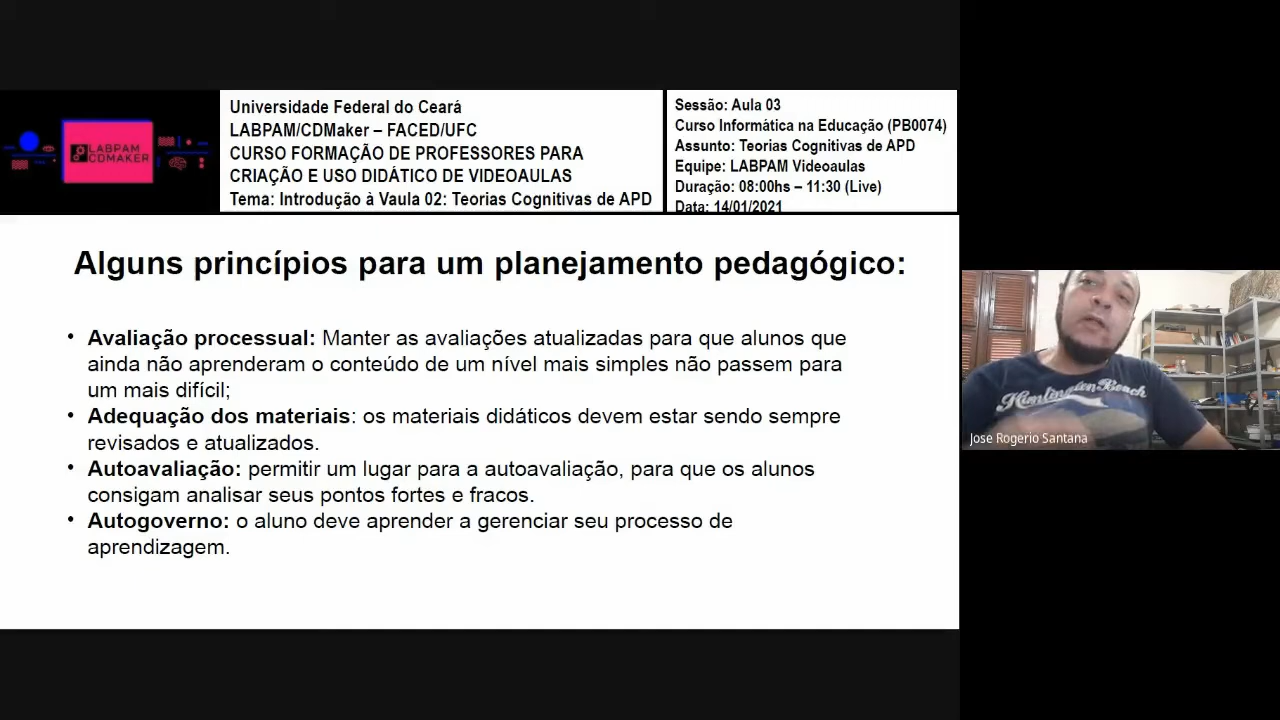 LABPAM
CDMAKER
Universidade Federal do Ceará
LABPAM/CDMaker – FACED/UFC
CURSO FORMAÇÃO DE PROFESSORES PARA
CRIAÇÃO E USO DIDÁTICO DE VIDEOAULAS
Tema: Introdução à Vaula 02: Teorias Cognitivas de APD
Sessão: Aula 03
Curso Informática na Educação (PB0074)
Assunto: Teorias Cognitivas de APD
Equipe: LABPAM Videoaulas
Duração: 08:00hs – 11:30 (Live)
Data: 14/01/2021
Alguns princípios para um planejamento pedagógico:
• Avaliação processual: Manter as avaliações atualizadas para que alunos que
ainda não aprenderam o conteúdo de um nível mais simples não passem para
um mais difícil;
• Adequação dos materiais: os materiais didáticos devem estar sendo sempre
revisados e atualizados.
• Autoavaliação: permitir um lugar para a autoavaliação, para que os alunos
consigam analisar seus pontos fortes e fracos.
• Autogoverno: o aluno deve aprender a gerenciar seu processo de
aprendizagem.
Huntington Beach
Jose Rogerio Santana